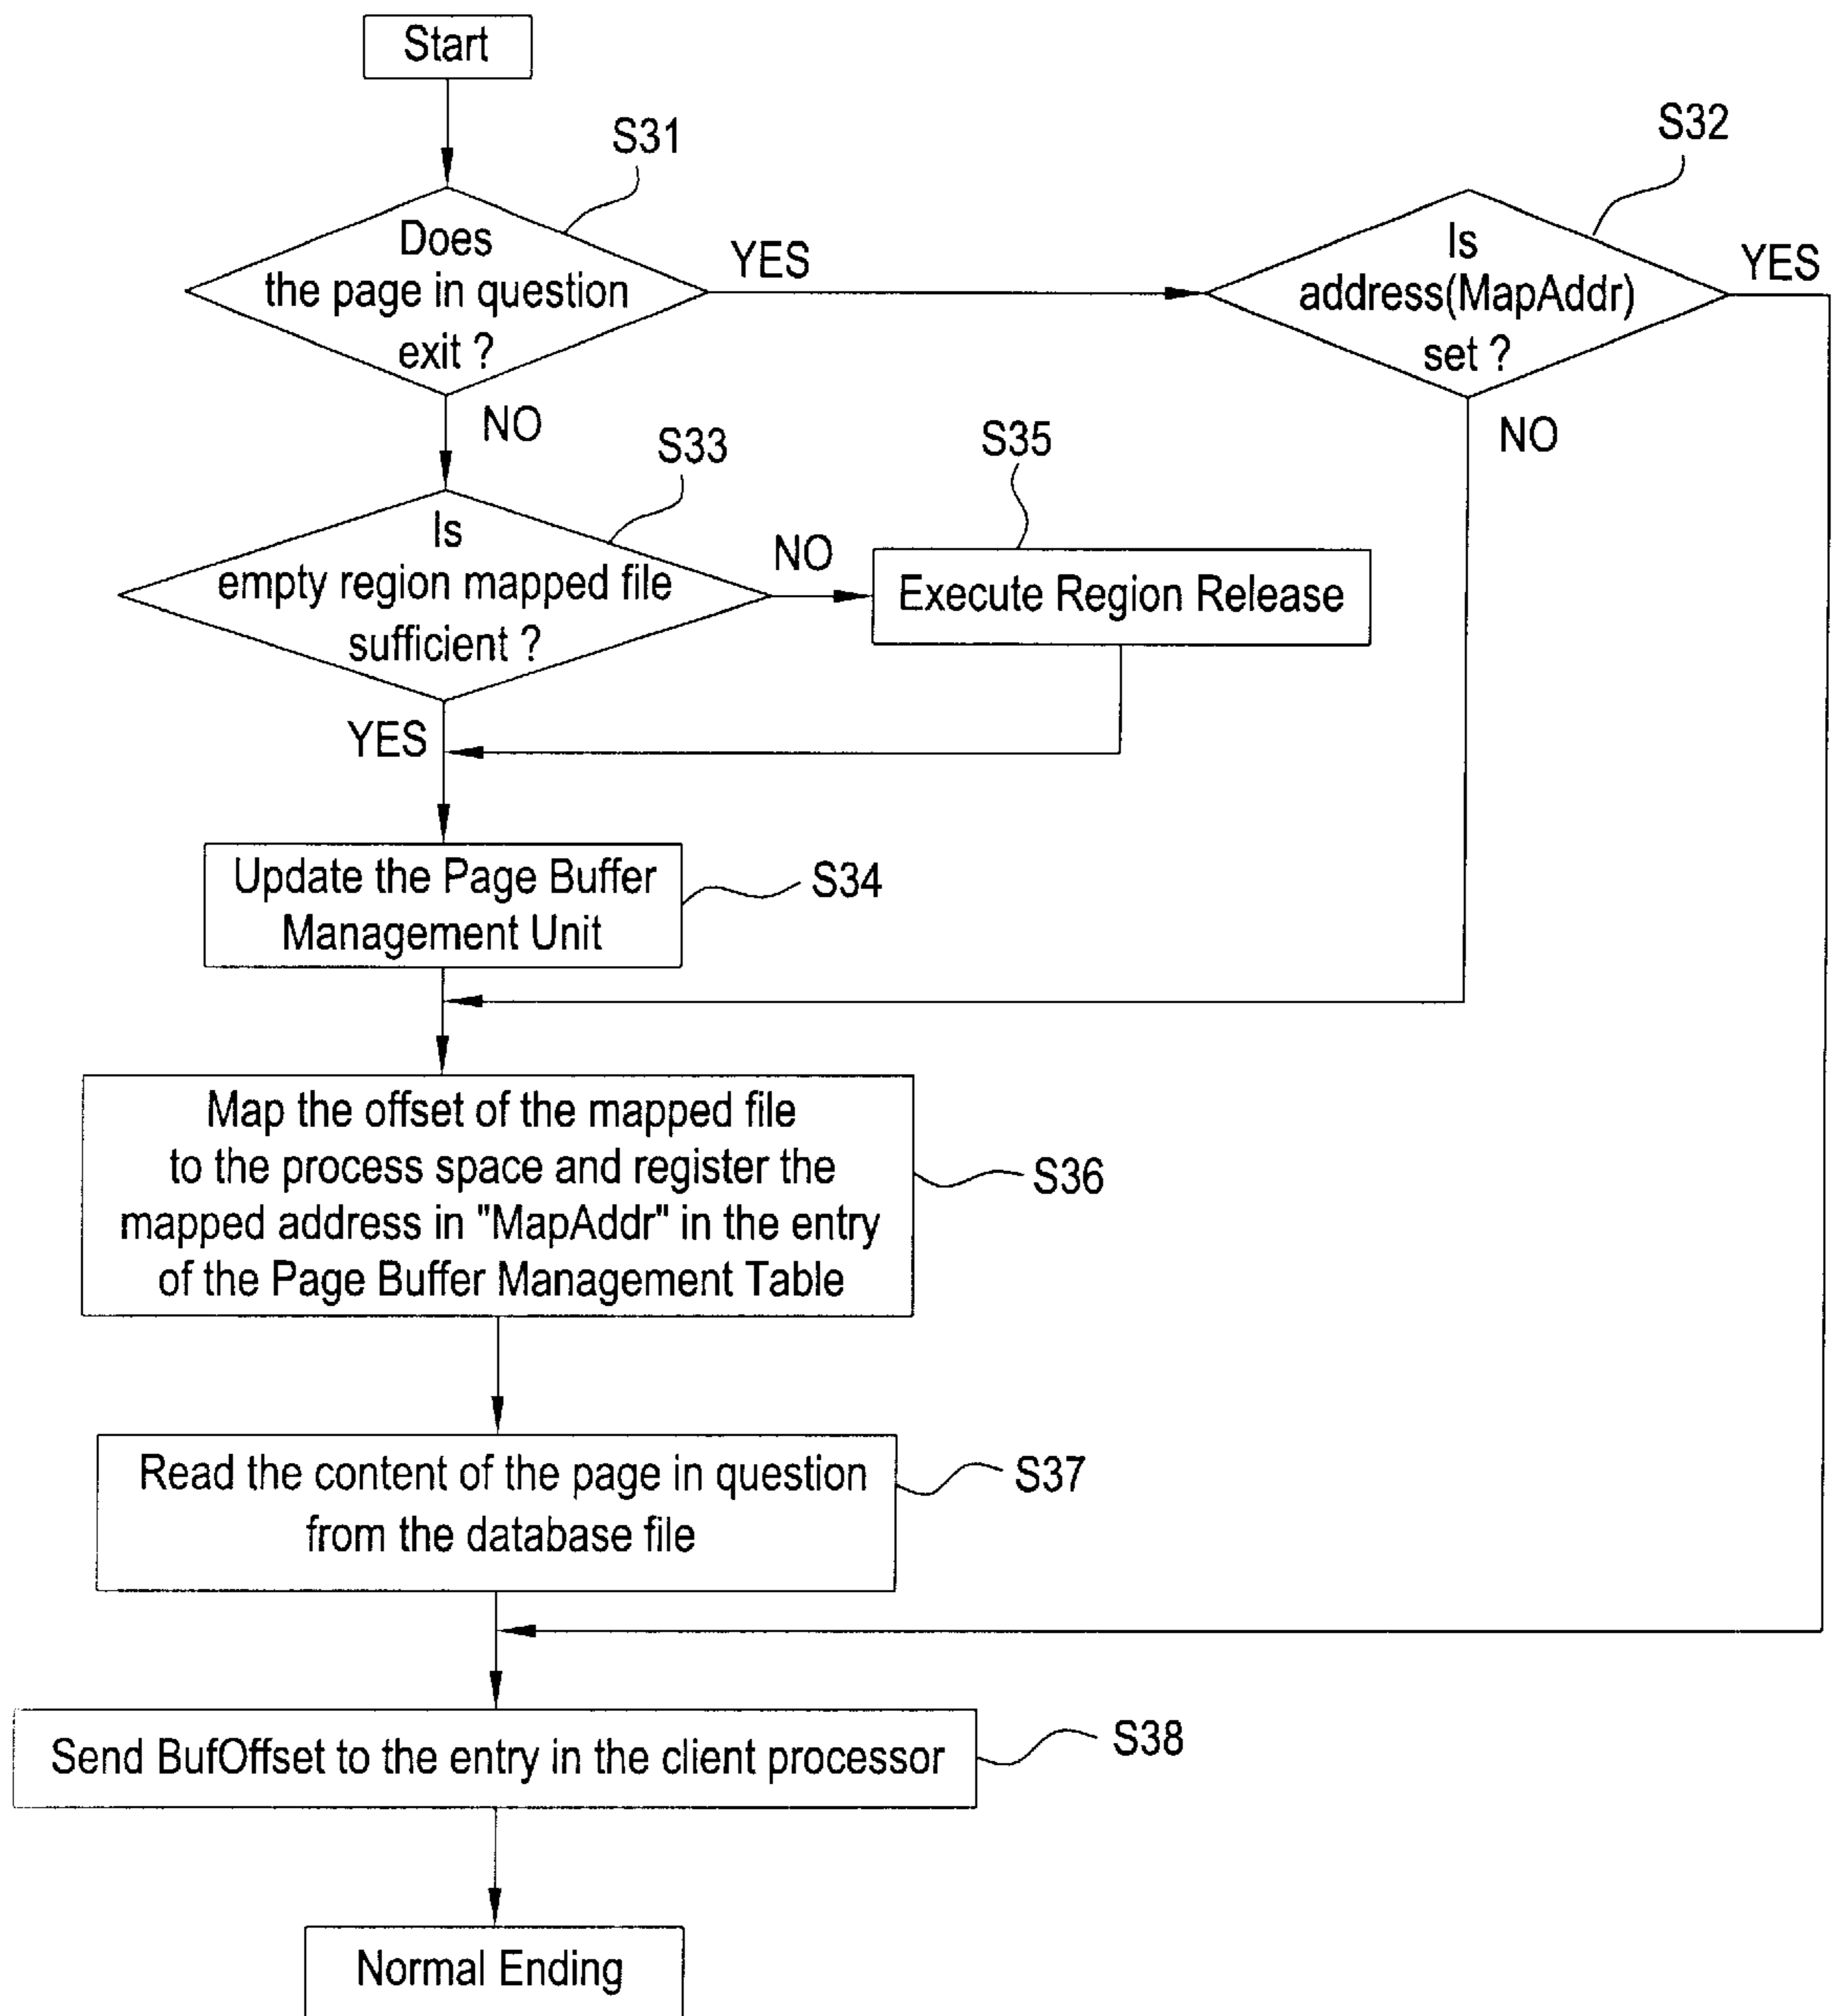 Start
S31
Does
the page in question
exit ?
YES
S32
Is
address(MapAddr)
set ?
YES
NO
NO
S33
Is
empty region mapped file
sufficient ?
NO
S35
Execute Region Release
YES
Update the Page Buffer
Management Unit
S34
Map the offset of the mapped file
to the process space and register the
mapped address in "MapAddr" in the entry
of the Page Buffer Management Table
S36
Read the content of the page in question
from the database file
S37
Send BufOffset to the entry in the client processor
S38
Normal Ending